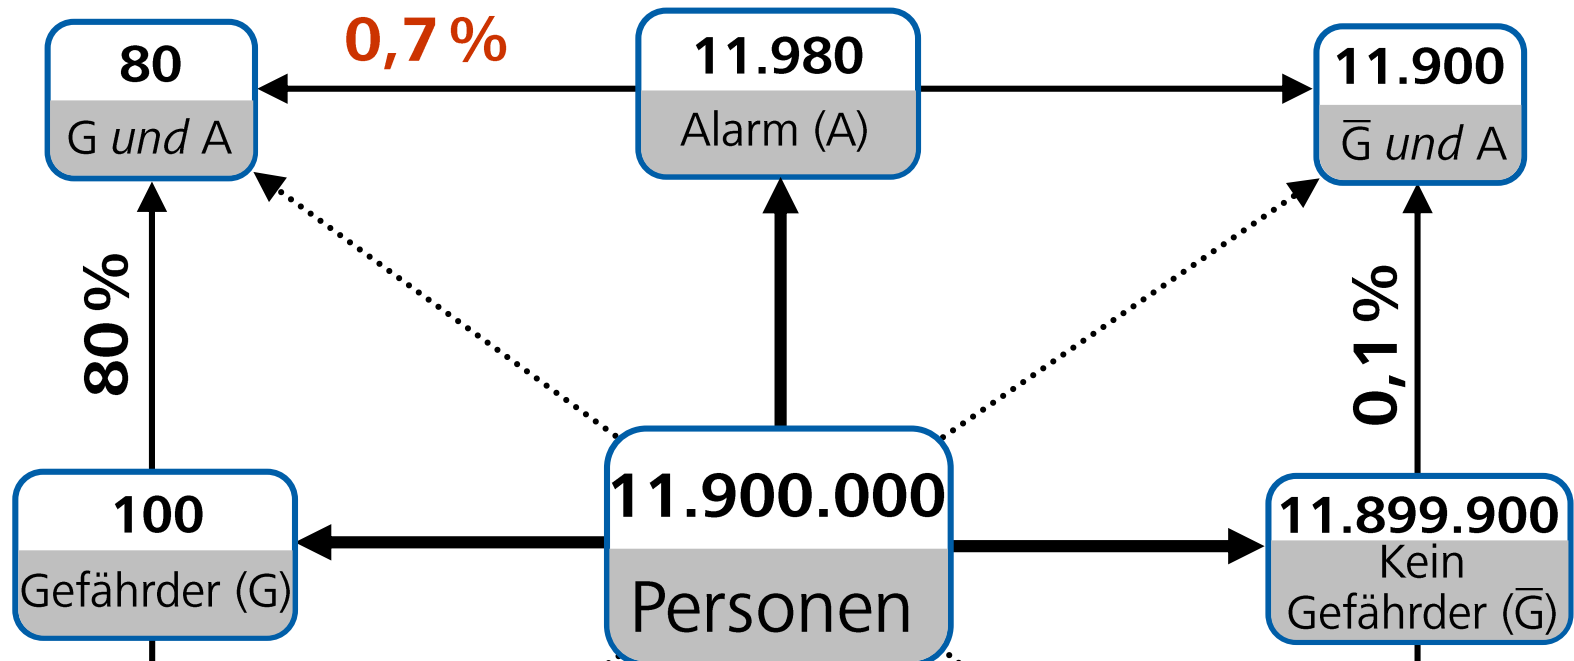 80
G und A
0,7 %
11.980
Alarm (A)
11.900
G̅ und A
80 %
0,1 %
100
Gefährder (G)
11.900.000
Personen
11.899.900
Kein
Gefährder (G̅)